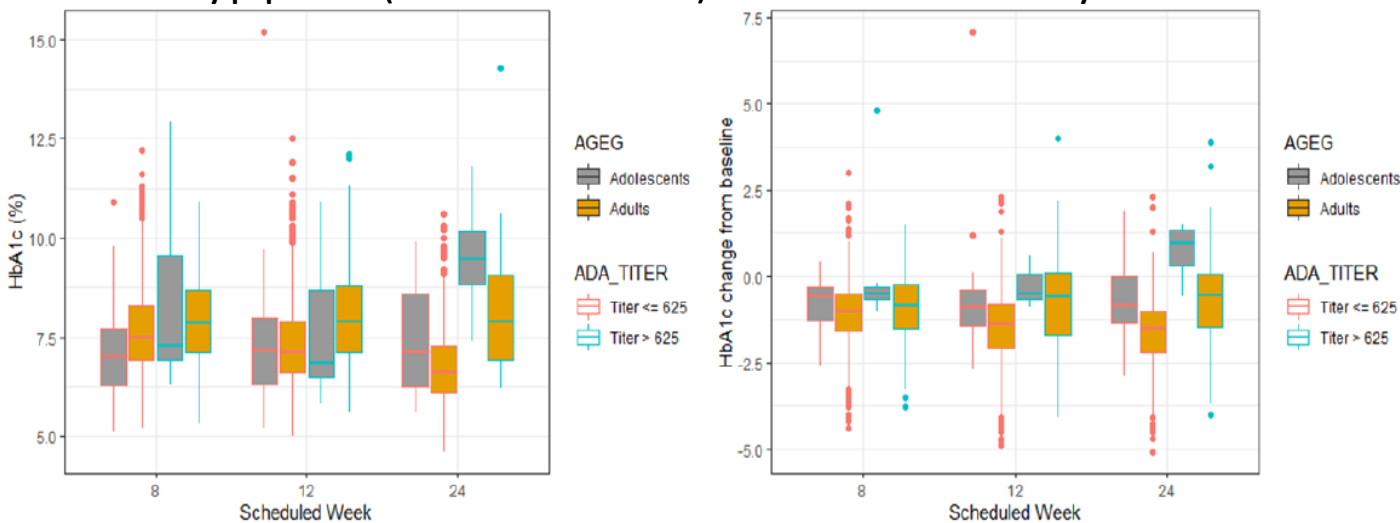 HbA1c (%)
15.0
12.5
10.0
7.5
5.0
8 12 24
Scheduled Week
AGEG
Adolescents
Adults
ADA_TITER
Titer <= 625
Titer > 625
HbA1c change from baseline
7.5
5.0
2.5
0.0
-2.5
-5.0
8 12 24
Scheduled Week
AGEG
Adolescents
Adults
ADA_TITER
Titer <= 625
Titer > 625